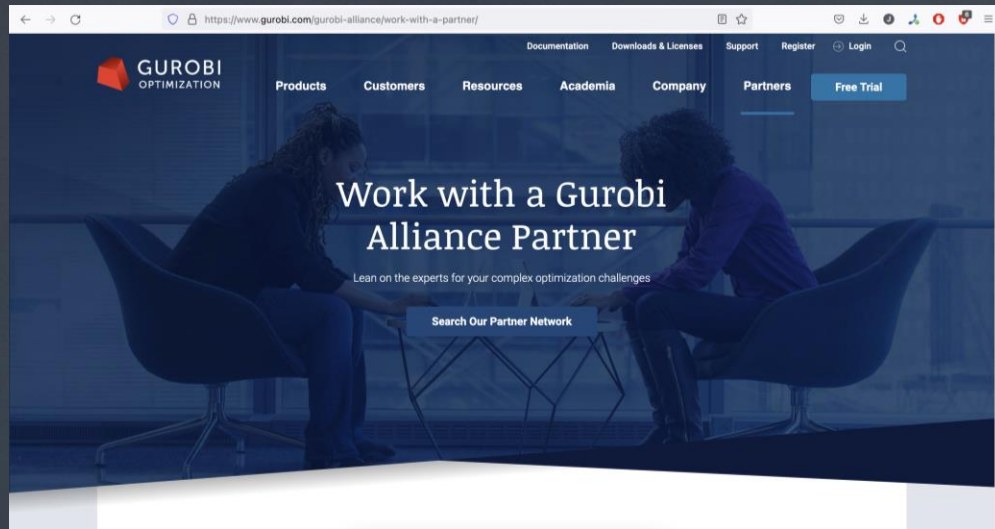 https://www.gurobi.com/gurobi-alliance/work-with-a-partner/
Documentation Downloads & Licenses Support Register Login
GUROBI
OPTIMIZATION
Products Customers Resources Academia Company Partners Free Trial
Work with a Gurobi
Alliance Partner
Lean on the experts for your complex optimization challenges
Search Our Partner Network